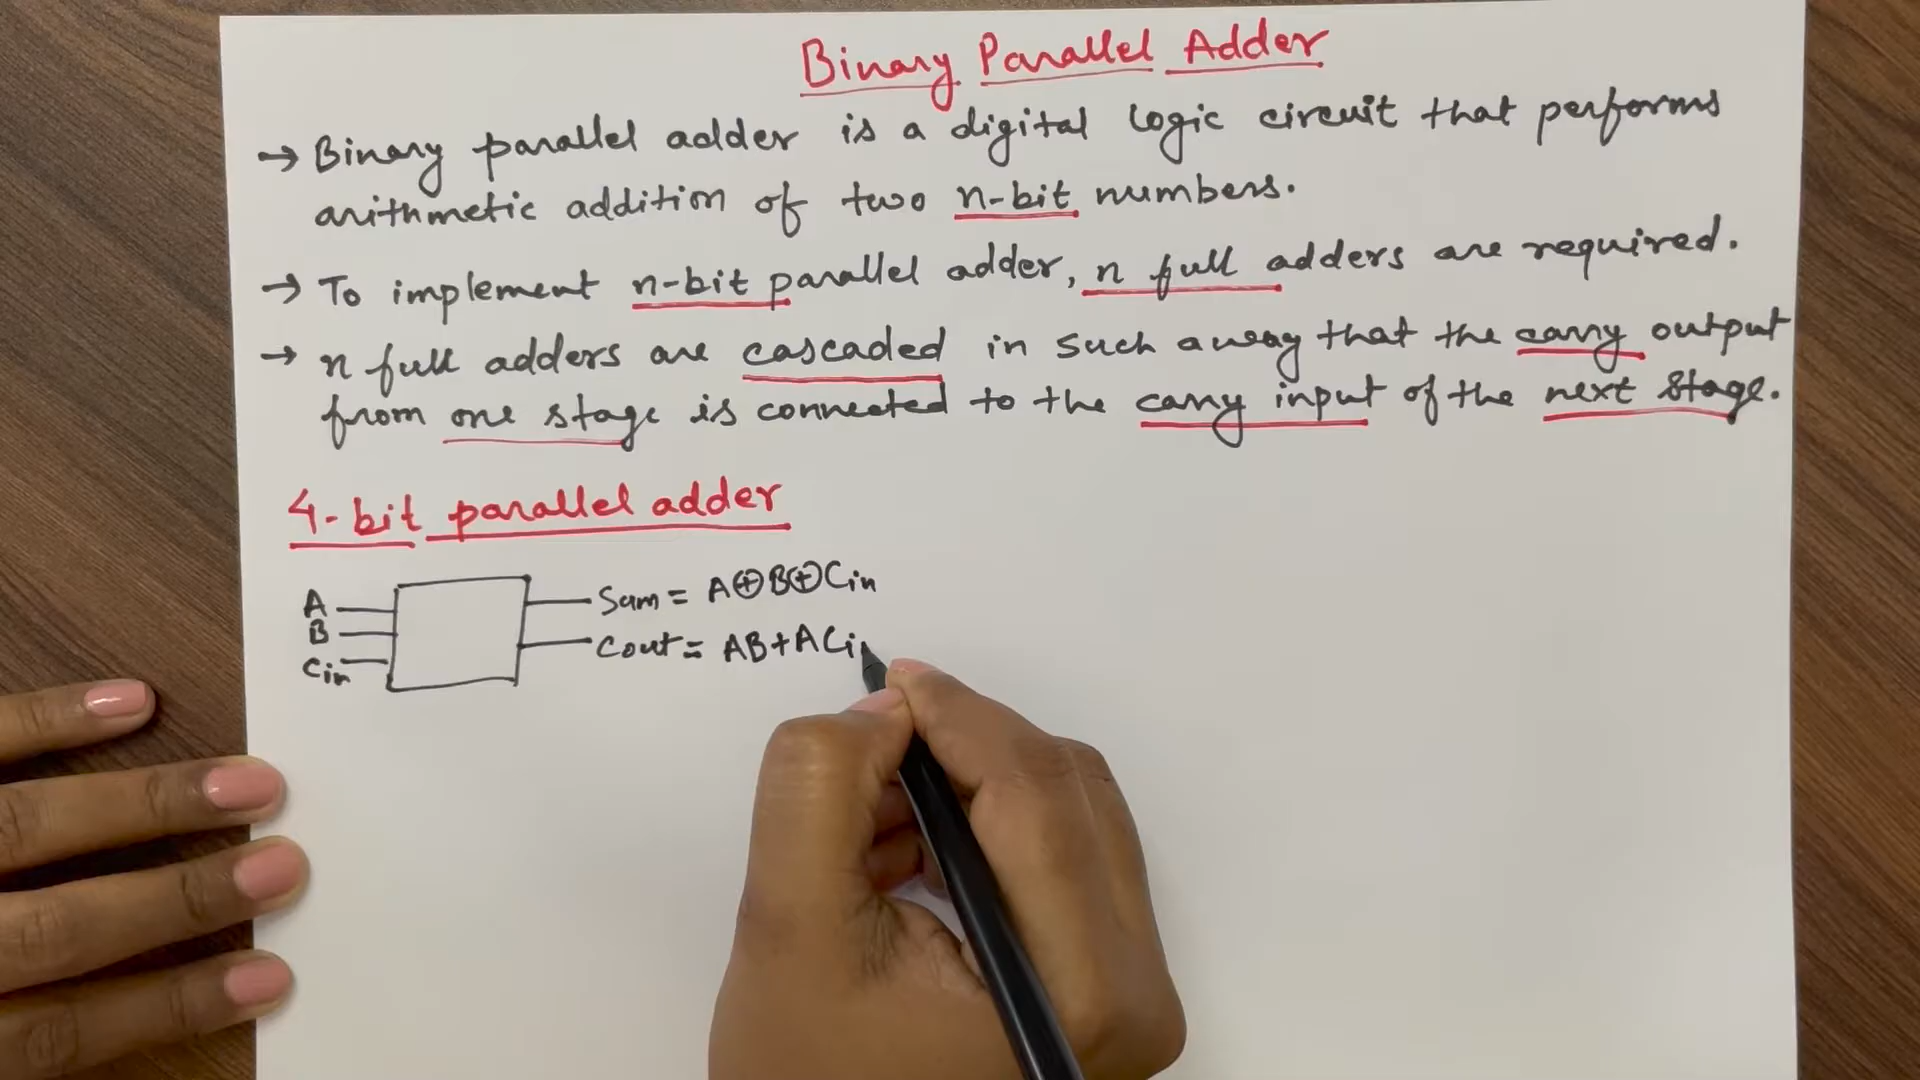 Binary Parallel Adder
→ Binary parallel adder is a digital logic circuit that performs
arithmetic addition of two n-bit numbers.
→ To implement n-bit parallel adder, n full adders are required.
→ n full adders are cascaded in such a way that the carry output
from one stage is connected to the carry input of the next stage.
4-bit parallel adder
A
B
Cin
Sum = A⊕B⊕Cin
Cout = AB+ACin